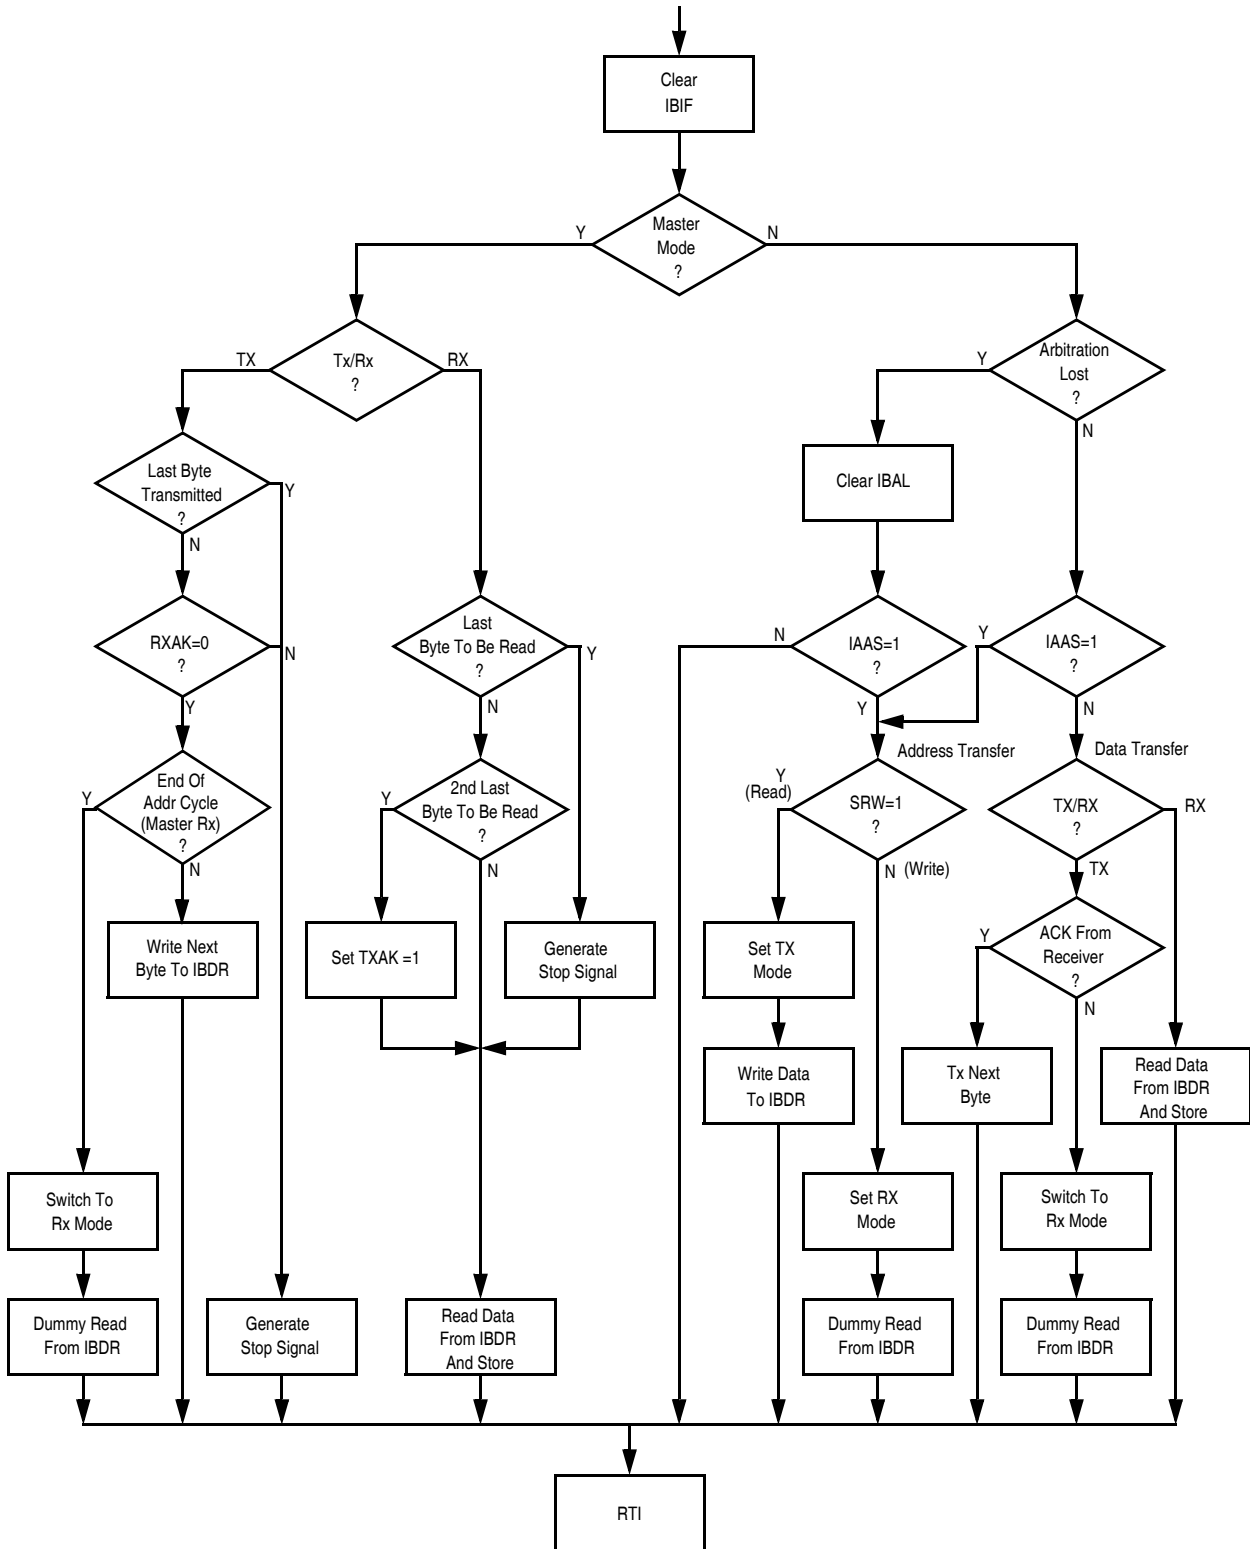 Clear
IBIF
Master
Mode
?
Y
N
Tx/Rx
?
TX
RX
Arbitration
Lost
?
Y
N
Last Byte
Transmitted
?
Y
N
Clear IBAL
RXAK=0
?
N
Y
Last
Byte To Be Read
?
Y
N
IAAS=1
?
N
Y
IAAS=1
?
Y
N
Address Transfer
Data Transfer
End Of
Addr Cycle
(Master Rx)
?
Y
N
2nd Last
Byte To Be Read
?
Y
N
Y
(Read)
SRW=1
?
N (Write)
TX/RX
?
RX
TX
Write Next
Byte To IBDR
Set TXAK =1
Generate
Stop Signal
Set TX
Mode
ACK From
Receiver
?
Y
N
Write Data
To IBDR
Tx Next
Byte
Read Data
From IBDR
And Store
Switch To
Rx Mode
Set RX
Mode
Switch To
Rx Mode
Dummy Read
From IBDR
Generate
Stop Signal
Read Data
From IBDR
And Store
Dummy Read
From IBDR
Dummy Read
From IBDR
RTI